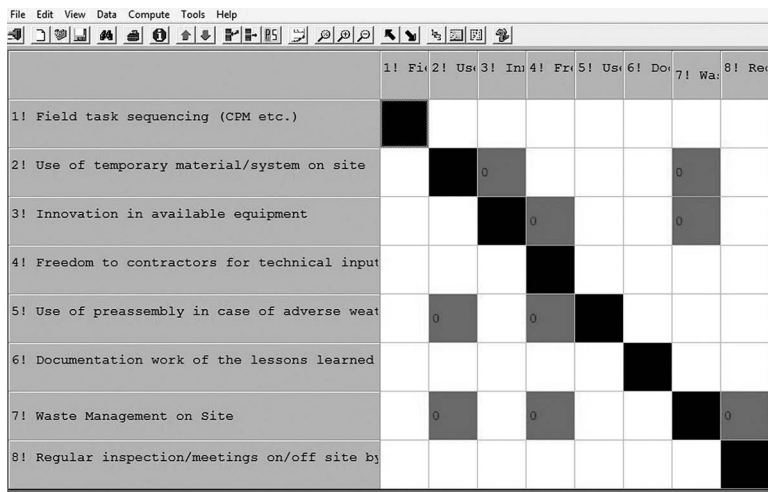 File Edit View Data Compute Tools Help
1! Fi 2! Us 3! In 4! Fr 5! Us 6! Do 7! Wa 8! Re
1! Field task sequencing (CPM etc.)
2! Use of temporary material/system on site 0 0
3! Innovation in available equipment 0 0
4! Freedom to contractors for technical input
5! Use of preassembly in case of adverse weat 0 0
6! Documentation work of the lessons learned
7! Waste Management on Site 0 0 0
8! Regular inspection/meetings on/off site by